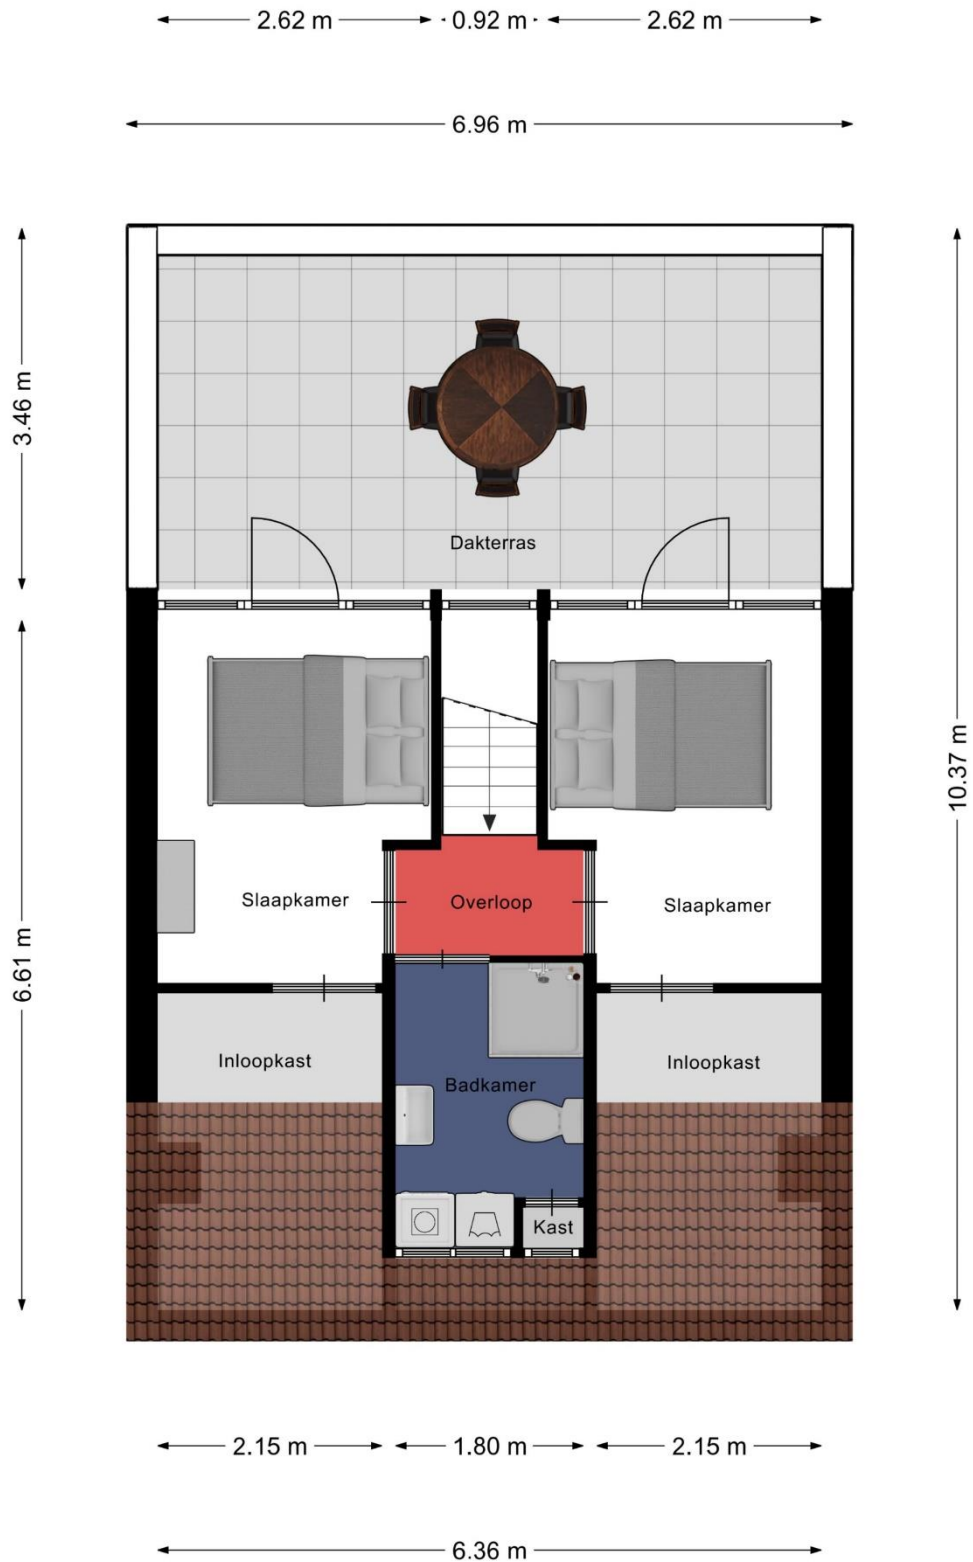 2.62 m
0.92 m
2.62 m
6.96 m
3.46 m
Dakterras
10.37 m
Slaapkamer
Overloop
Slaapkamer
6.61 m
Inloopkast
Badkamer
Inloopkast
Kast
2.15 m
1.80 m
2.15 m
6.36 m